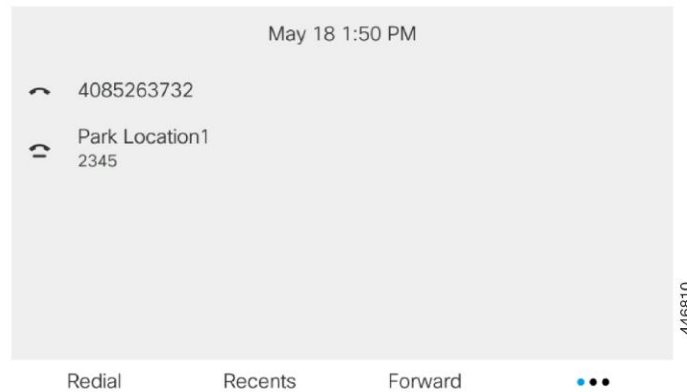 May 18 1:50 PM
4085263732
Park Location1
2345
446810
Redial Recents Forward